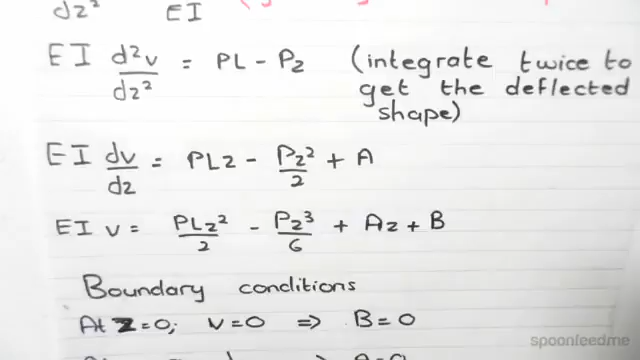 dz² EI
EI d²v/dz² = PL - Pz (integrate twice to
get the deflected
shape)
EI dv/dz = PLz - Pz²/2 + A
EI v = PLz²/2 - Pz³/6 + Az + B
Boundary conditions
At z=0; v=0 ⇒ B=0
spoonfeedme